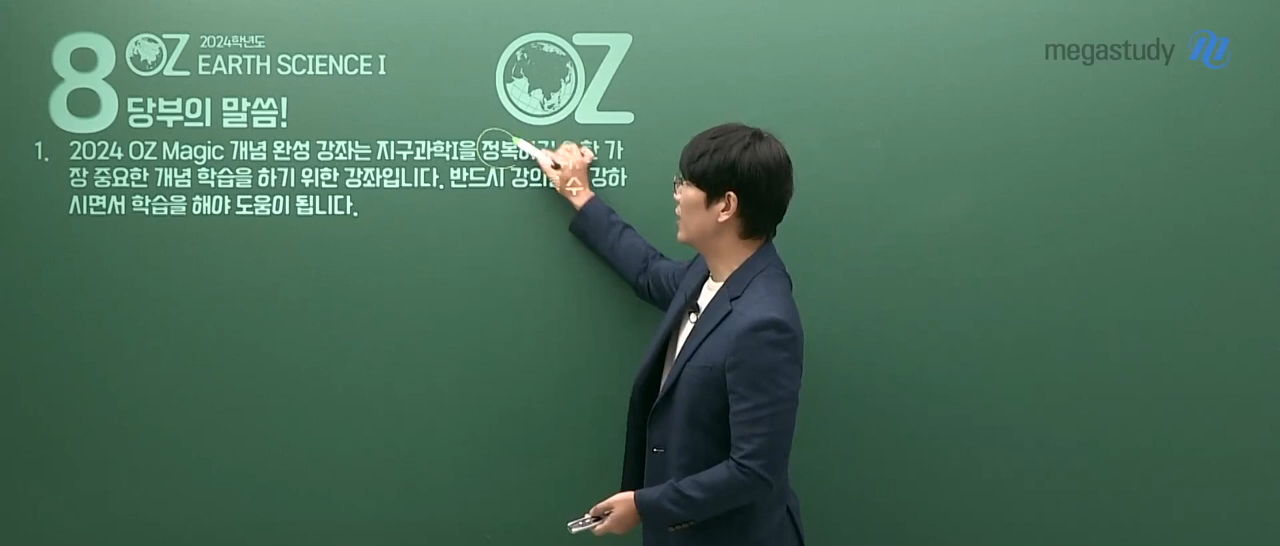 8 OZ 2024학년도
EARTH SCIENCE I
당부의 말씀!
OZ
megastudy
1. 2024 OZ Magic 개념 완성 강좌는 지구과학I을 정복하기 가
장 중요한 개념 학습을 하기 위한 강좌입니다. 반드시 수강하
시면서 학습을 해야 도움이 됩니다.